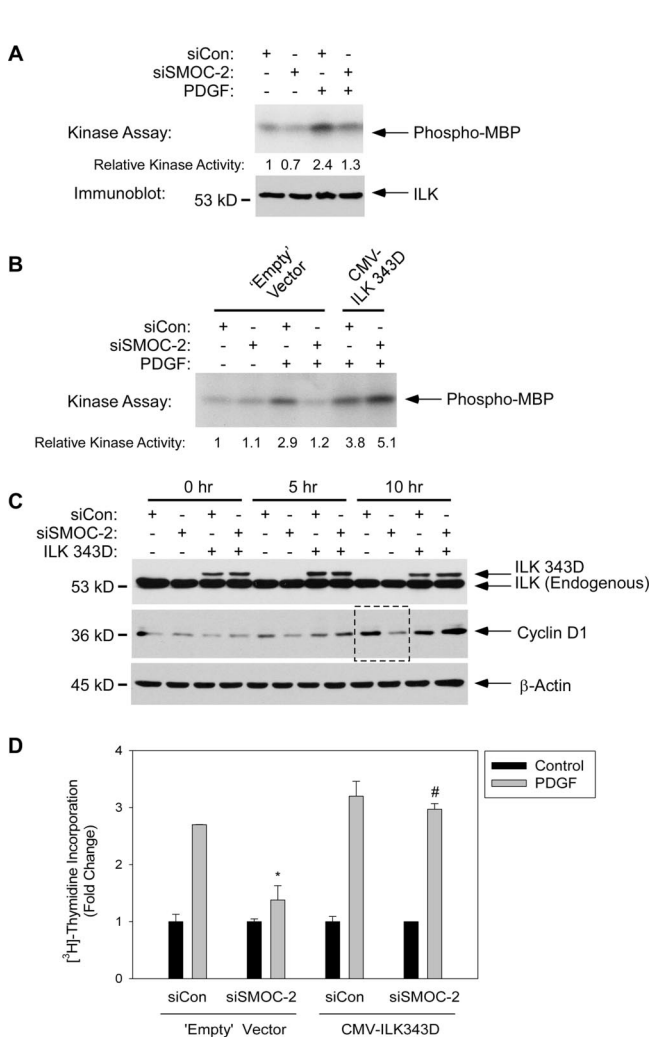 A
siCon: + - + -
siSMOC-2: - + - +
PDGF: - - + +
Kinase Assay: Phospho-MBP
Relative Kinase Activity: 1 0.7 2.4 1.3
Immunoblot: 53 kD ILK
B
'Empty' Vector
CMV-ILK 343D
siCon: + - + - + -
siSMOC-2: - + - + - +
PDGF: - - + + + +
Kinase Assay: Phospho-MBP
Relative Kinase Activity: 1 1.1 2.9 1.2 3.8 5.1
C
0 hr 5 hr 10 hr
siCon: + - + - + - + - + - + -
siSMOC-2: - + - + - + - + - + - +
ILK 343D: - - + + - - + + - - + +
ILK 343D
53 kD ILK (Endogenous)
36 kD Cyclin D1
45 kD β-Actin
D
[³H]-Thymidine Incorporation
(Fold Change)
4
3
2
1
0
Control
PDGF
*
#
siCon siSMOC-2 siCon siSMOC-2
'Empty' Vector CMV-ILK343D